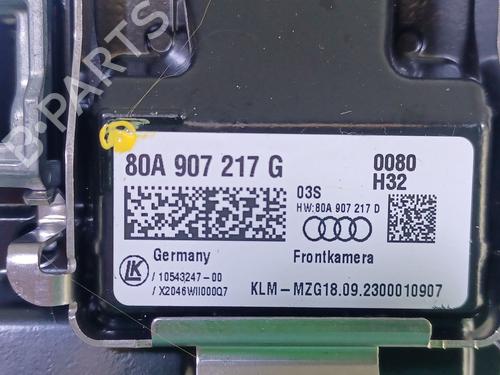 80A 907 217 G
0080
H32
03S
HW:80A 907 217 D
Germany
Frontkamera
LK
/ 10543247-00
/ X2046WII000Q7
KLM-MZG18.09.2300010907
B-PARTS